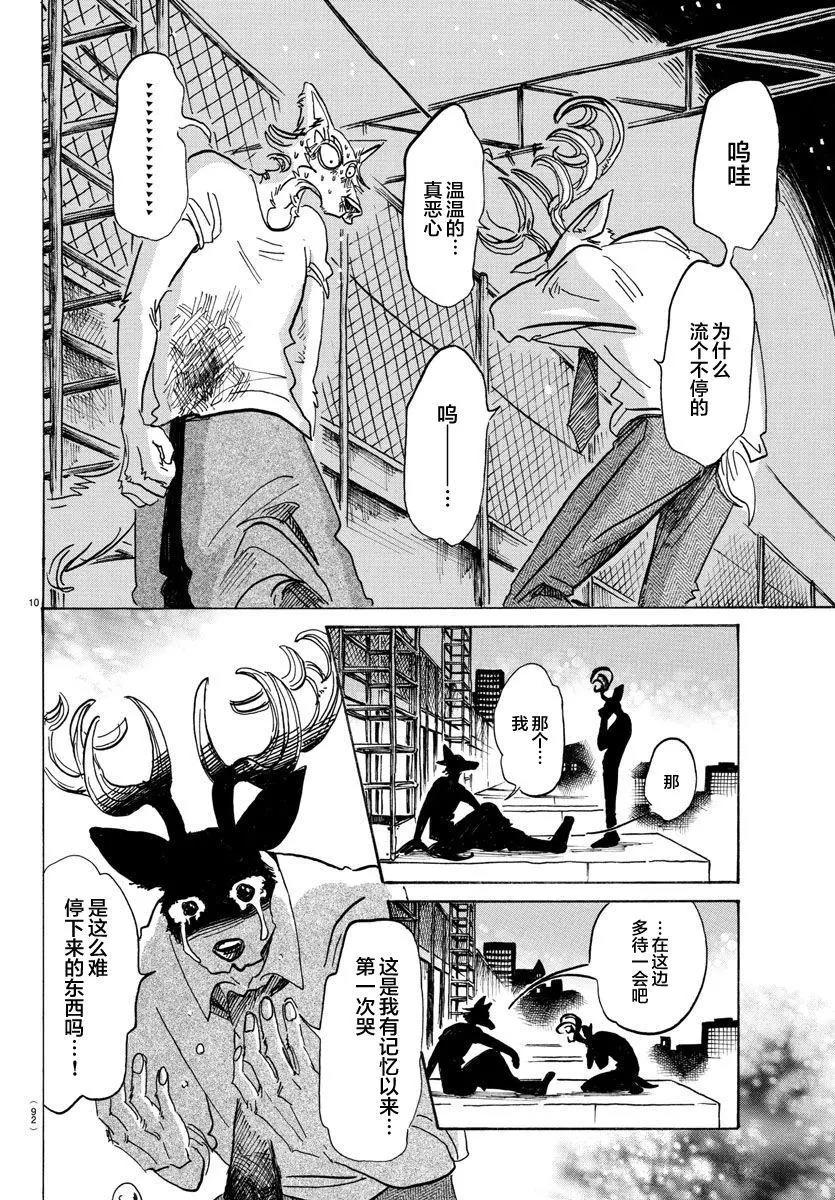 呜哇
为什么
流个不停的
温温的…
真恶心
呜
——
…
………………
10
那
那个…
我
…在这边
多待一会吧
这是我有记忆以来
第一次哭…
是这么难
停下来的东西吗…！
(92)